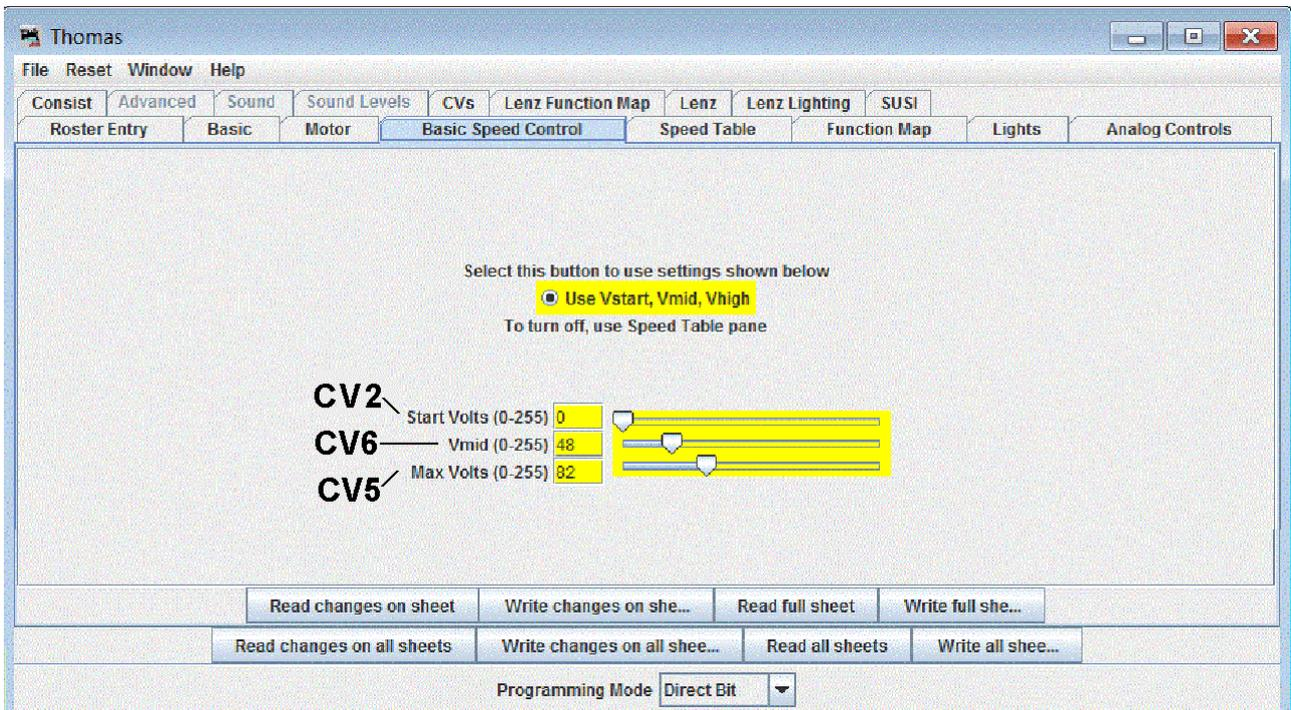 Thomas
File Reset Window Help
Consist Advanced Sound Sound Levels CVs Lenz Function Map Lenz Lenz Lighting SUSI
Roster Entry Basic Motor Basic Speed Control Speed Table Function Map Lights Analog Controls
Select this button to use settings shown below
Use Vstart, Vmid, Vhigh
To turn off, use Speed Table pane
CV2 Start Volts (0-255) 0
CV6 Vmid (0-255) 48
CV5 Max Volts (0-255) 82
Read changes on sheet Write changes on she... Read full sheet Write full she...
Read changes on all sheets Write changes on all shee... Read all sheets Write all shee...
Programming Mode Direct Bit